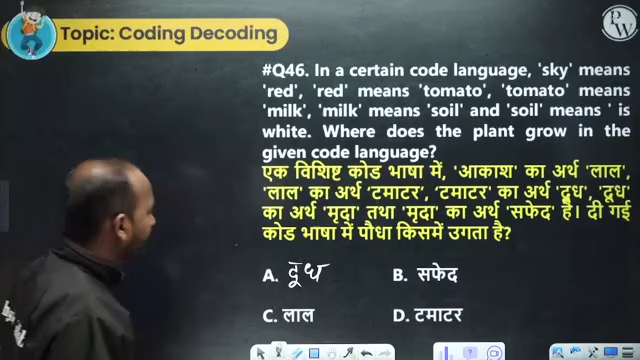 Topic: Coding Decoding
#Q46. In a certain code language, 'sky' means
'red', 'red' means 'tomato', 'tomato' means
'milk', 'milk' means 'soil' and 'soil' means ' is
white. Where does the plant grow in the
given code language?
एक विशिष्ट कोड भाषा में, 'आकाश' का अर्थ 'लाल',
'लाल' का अर्थ 'टमाटर', 'टमाटर' का अर्थ 'दूध', 'दूध'
का अर्थ 'मृदा' तथा 'मृदा' का अर्थ 'सफेद' है। दी गई
कोड भाषा में पौधा किसमें उगता है?
A. दूध
B. सफेद
C. लाल
D. टमाटर